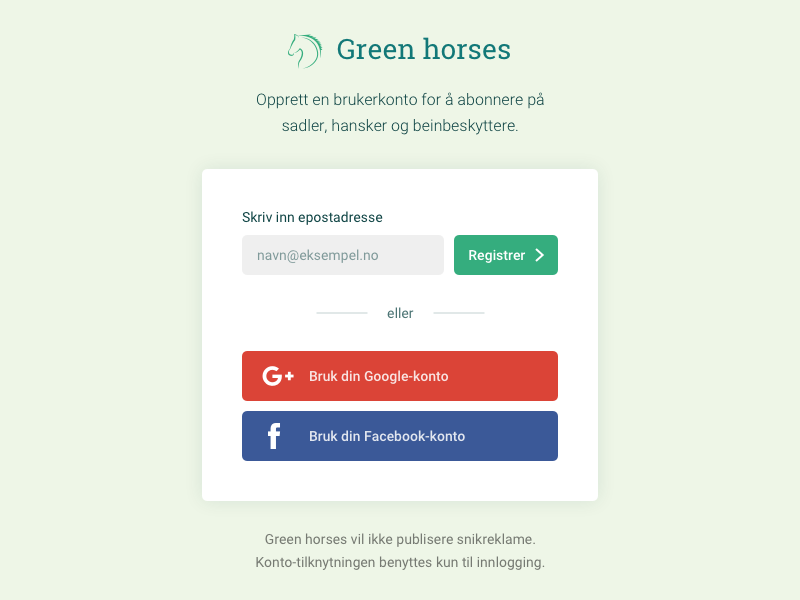 Green horses
Opprett en brukerkonto for å abonnere på
sadler, hansker og beinbeskyttere.
Skriv inn epostadresse
navn@eksempel.no
Registrer
eller
G+ Bruk din Google-konto
f Bruk din Facebook-konto
Green horses vil ikke publisere snikreklame.
Konto-tilknytningen benyttes kun til innlogging.